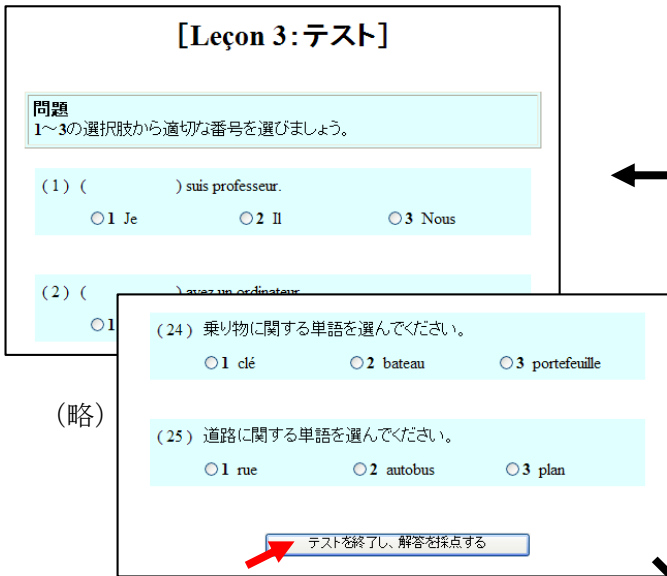 [Leçon 3：テスト]
問題
1～3の選択肢から適切な番号を選びましょう。
(1) (　　　　) suis professeur.
1 Je　2 Il　3 Nous
(2) (　　　　) avez un ordinateur.
1
(略)
(24) 乗り物に関する単語を選んでください。
1 clé　2 bateau　3 portefeuille
(25) 道路に関する単語を選んでください。
1 rue　2 autobus　3 plan
テストを終了し、解答を採点する